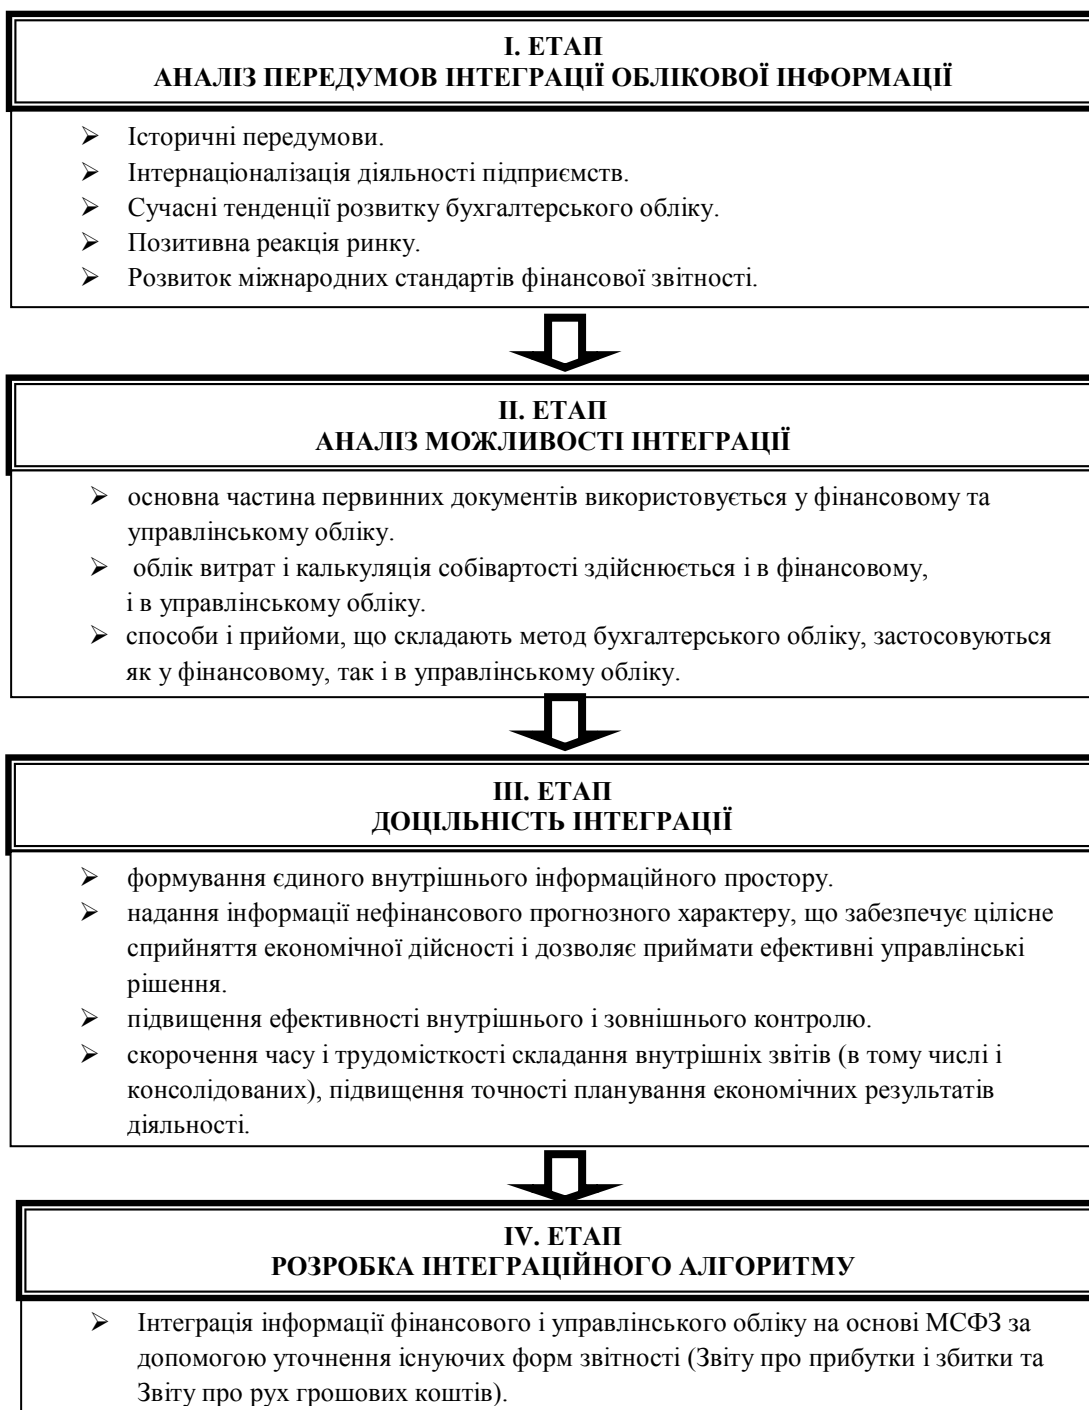 І. ЕТАП
АНАЛІЗ ПЕРЕДУМОВ ІНТЕГРАЦІЇ ОБЛІКОВОЇ ІНФОРМАЦІЇ
➢ Історичні передумови.
➢ Інтернаціоналізація діяльності підприємств.
➢ Сучасні тенденції розвитку бухгалтерського обліку.
➢ Позитивна реакція ринку.
➢ Розвиток міжнародних стандартів фінансової звітності.
ІІ. ЕТАП
АНАЛІЗ МОЖЛИВОСТІ ІНТЕГРАЦІЇ
➢ основна частина первинних документів використовується у фінансовому та
управлінському обліку.
➢ облік витрат і калькуляція собівартості здійснюється і в фінансовому,
і в управлінському обліку.
➢ способи і прийоми, що складають метод бухгалтерського обліку, застосовуються
як у фінансовому, так і в управлінському обліку.
ІІІ. ЕТАП
ДОЦІЛЬНІСТЬ ІНТЕГРАЦІЇ
➢ формування єдиного внутрішнього інформаційного простору.
➢ надання інформації нефінансового прогнозного характеру, що забезпечує цілісне
сприйняття економічної дійсності і дозволяє приймати ефективні управлінські
рішення.
➢ підвищення ефективності внутрішнього і зовнішнього контролю.
➢ скорочення часу і трудомісткості складання внутрішніх звітів (в тому числі і
консолідованих), підвищення точності планування економічних результатів
діяльності.
IV. ЕТАП
РОЗРОБКА ІНТЕГРАЦІЙНОГО АЛГОРИТМУ
➢ Інтеграція інформації фінансового і управлінського обліку на основі МСФЗ за
допомогою уточнення існуючих форм звітності (Звіту про прибутки і збитки та
Звіту про рух грошових коштів).